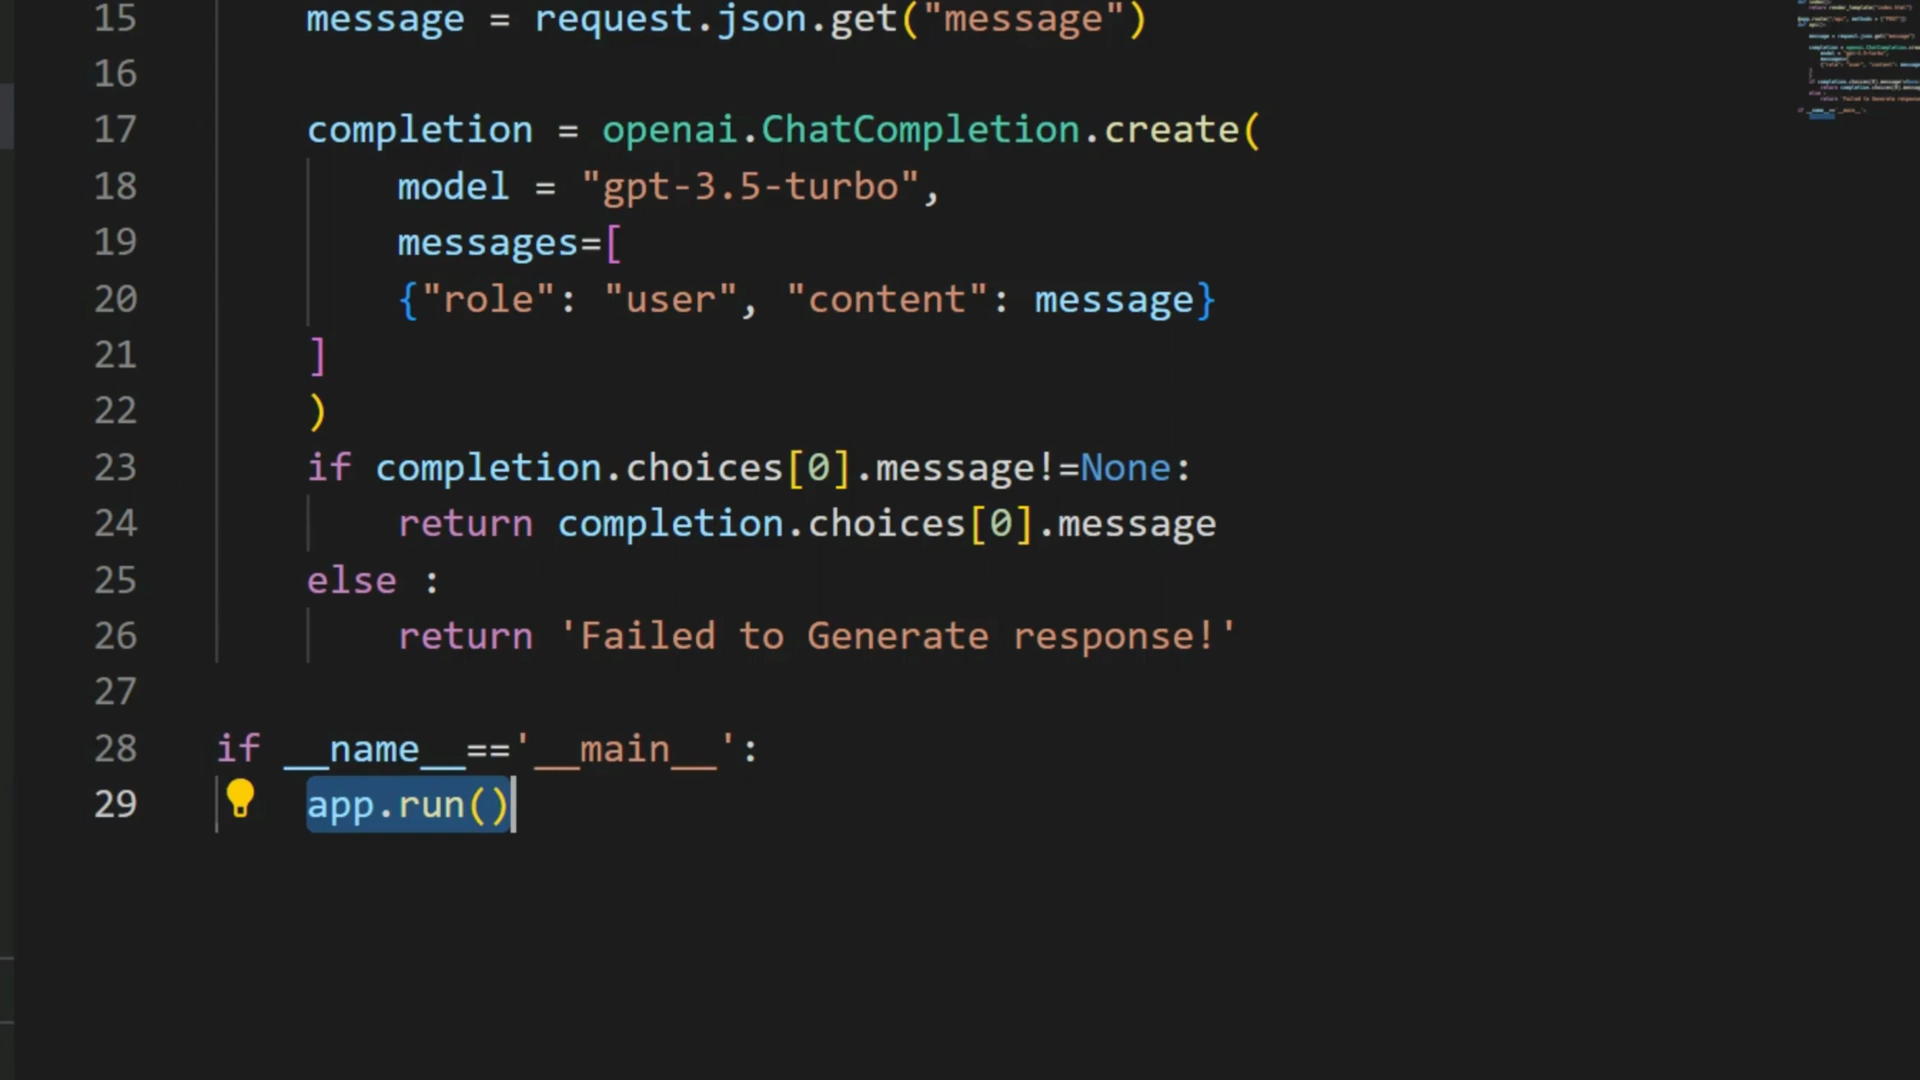 15 message = request.json.get("message")
16
17 completion = openai.ChatCompletion.create(
18 model = "gpt-3.5-turbo",
19 messages=[
20 {"role": "user", "content": message}
21 ]
22 )
23 if completion.choices[0].message!=None:
24 return completion.choices[0].message
25 else :
26 return 'Failed to Generate response!'
27
28 if __name__=='__main__':
29 app.run()